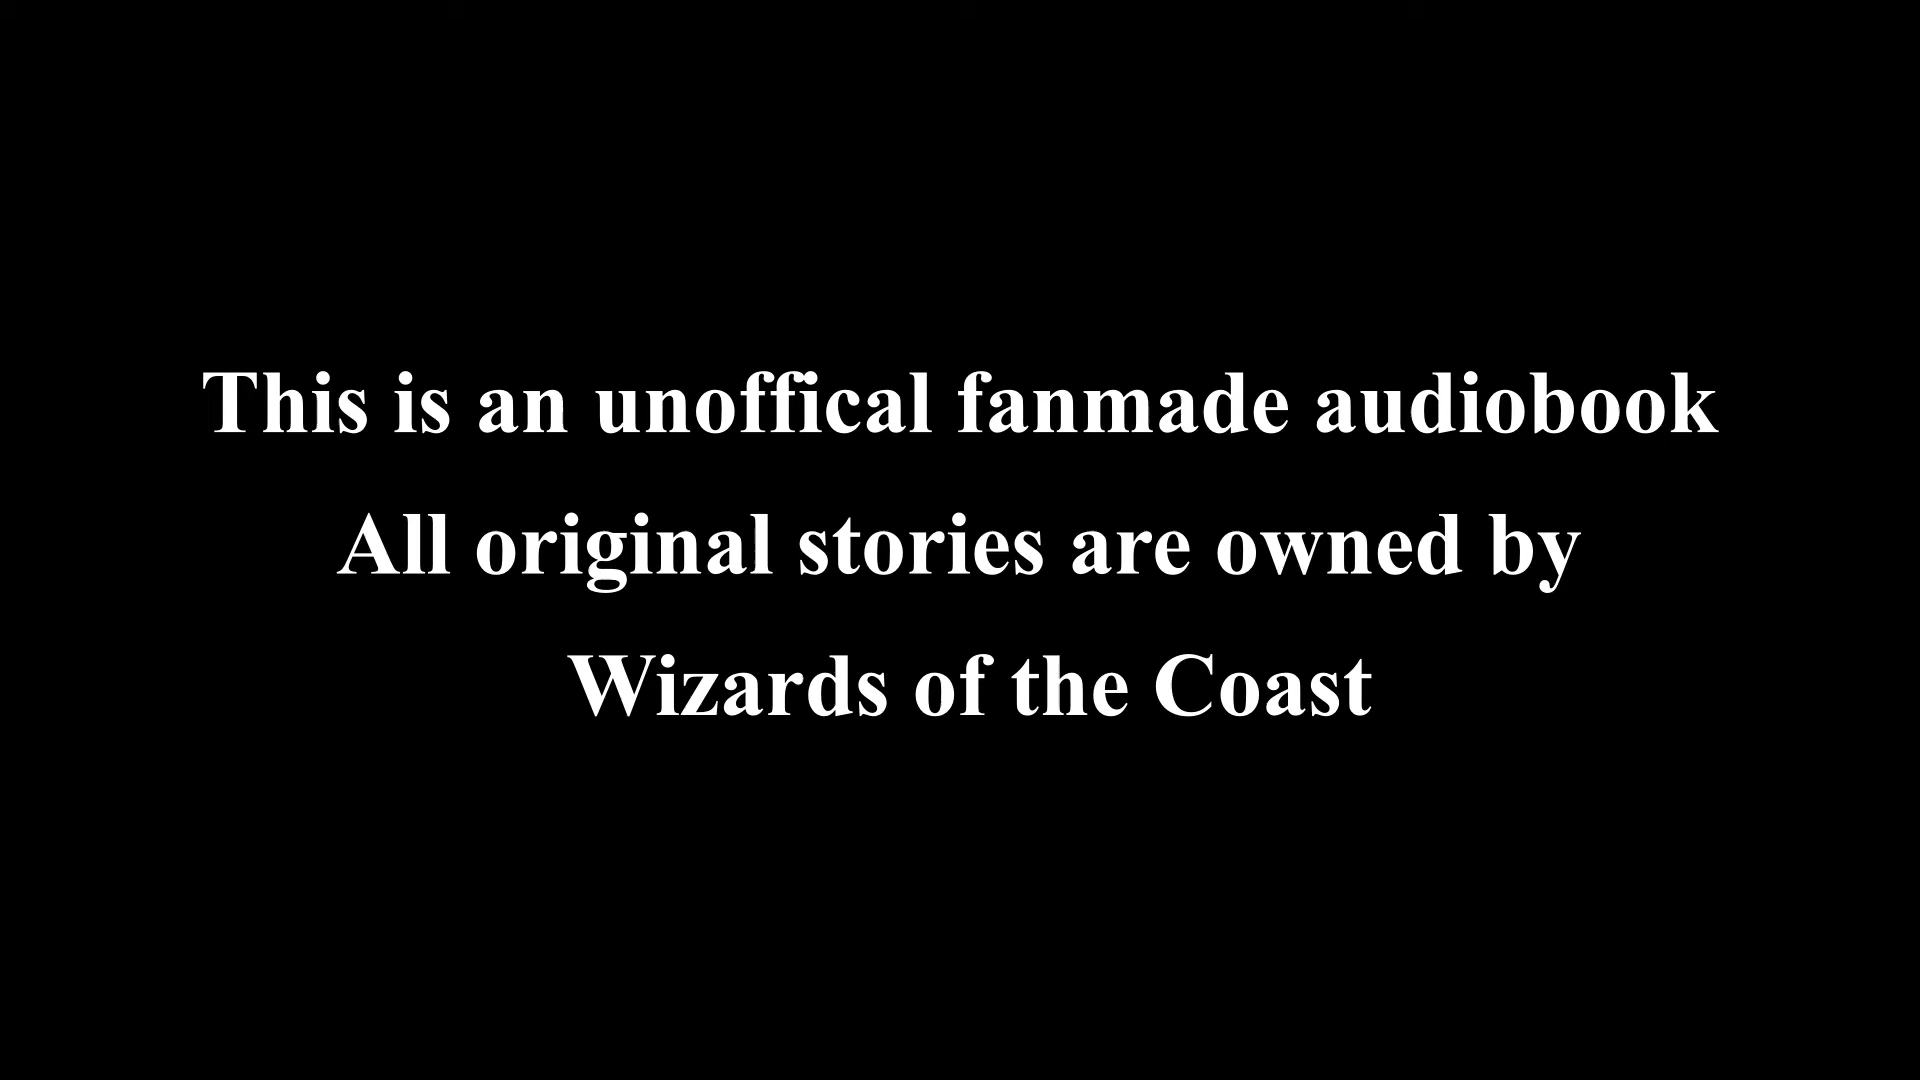 This is an unoffical fanmade audiobook
All original stories are owned by
Wizards of the Coast